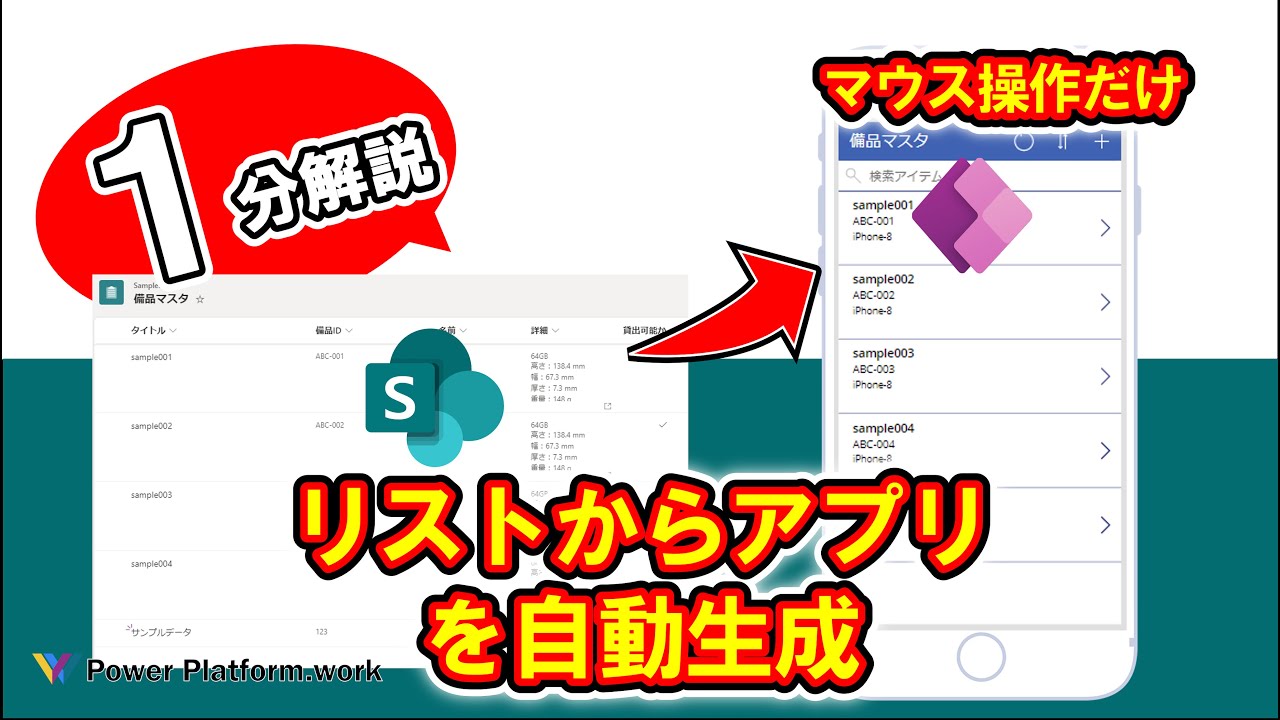 1
分解説
マウス操作だけ
Sample.
備品マスタ ☆
タイトル 備品ID 名前 詳細 貸出可能か
sample001 ABC-001 64GB
高さ：138.4 mm
幅：67.3 mm
厚さ：7.3 mm
重量：148 g
sample002 ABC-002 64GB
高さ：138.4 mm
幅：67.3 mm
厚さ：7.3 mm
重量：148 g
sample003 64G
sample004
サンプルデータ 123
S
備品マスタ
検索アイテム
sample001
ABC-001
iPhone-8
sample002
ABC-002
iPhone-8
sample003
ABC-003
iPhone-8
sample004
ABC-004
iPhone-8
リストからアプリ
を自動生成
Power Platform.work